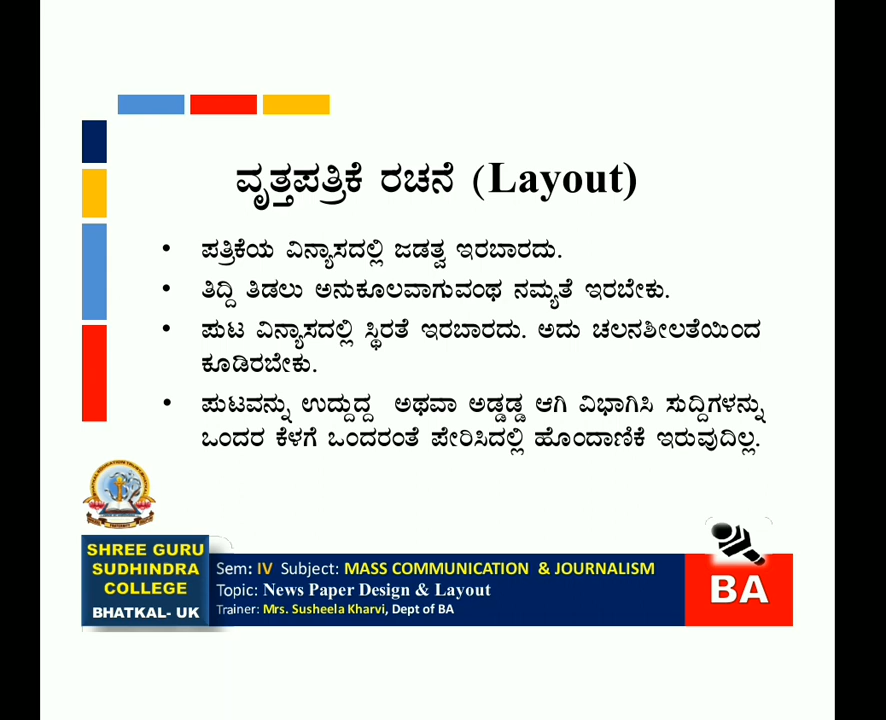 ವೃತ್ತಪತ್ರಿಕೆ ರಚನೆ (Layout)
• ಪತ್ರಿಕೆಯ ವಿನ್ಯಾಸದಲ್ಲಿ ಜಡತ್ವ ಇರಬಾರದು.
• ತಿದ್ದಿ ತಿಡಲು ಅನುಕೂಲವಾಗುವಂಥ ನಮ್ಯತೆ ಇರಬೇಕು.
• ಪುಟ ವಿನ್ಯಾಸದಲ್ಲಿ ಸ್ಥಿರತೆ ಇರಬಾರದು. ಅದು ಚಲನಶೀಲತೆಯಿಂದ
ಕೂಡಿರಬೇಕು.
• ಪುಟವನ್ನು ಉದ್ದುದ್ದ ಅಥವಾ ಅಡ್ಡಡ್ಡ ಆಗಿ ವಿಭಾಗಿಸಿ ಸುದ್ದಿಗಳನ್ನು
ಒಂದರ ಕೆಳಗೆ ಒಂದರಂತೆ ಪೇರಿಸಿದಲ್ಲಿ ಹೊಂದಾಣಿಕೆ ಇರುವುದಿಲ್ಲ.
SHREE GURU
SUDHINDRA
COLLEGE
BHATKAL- UK
Sem: IV Subject: MASS COMMUNICATION & JOURNALISM
Topic: News Paper Design & Layout
Trainer: Mrs. Susheela Kharvi, Dept of BA
BA